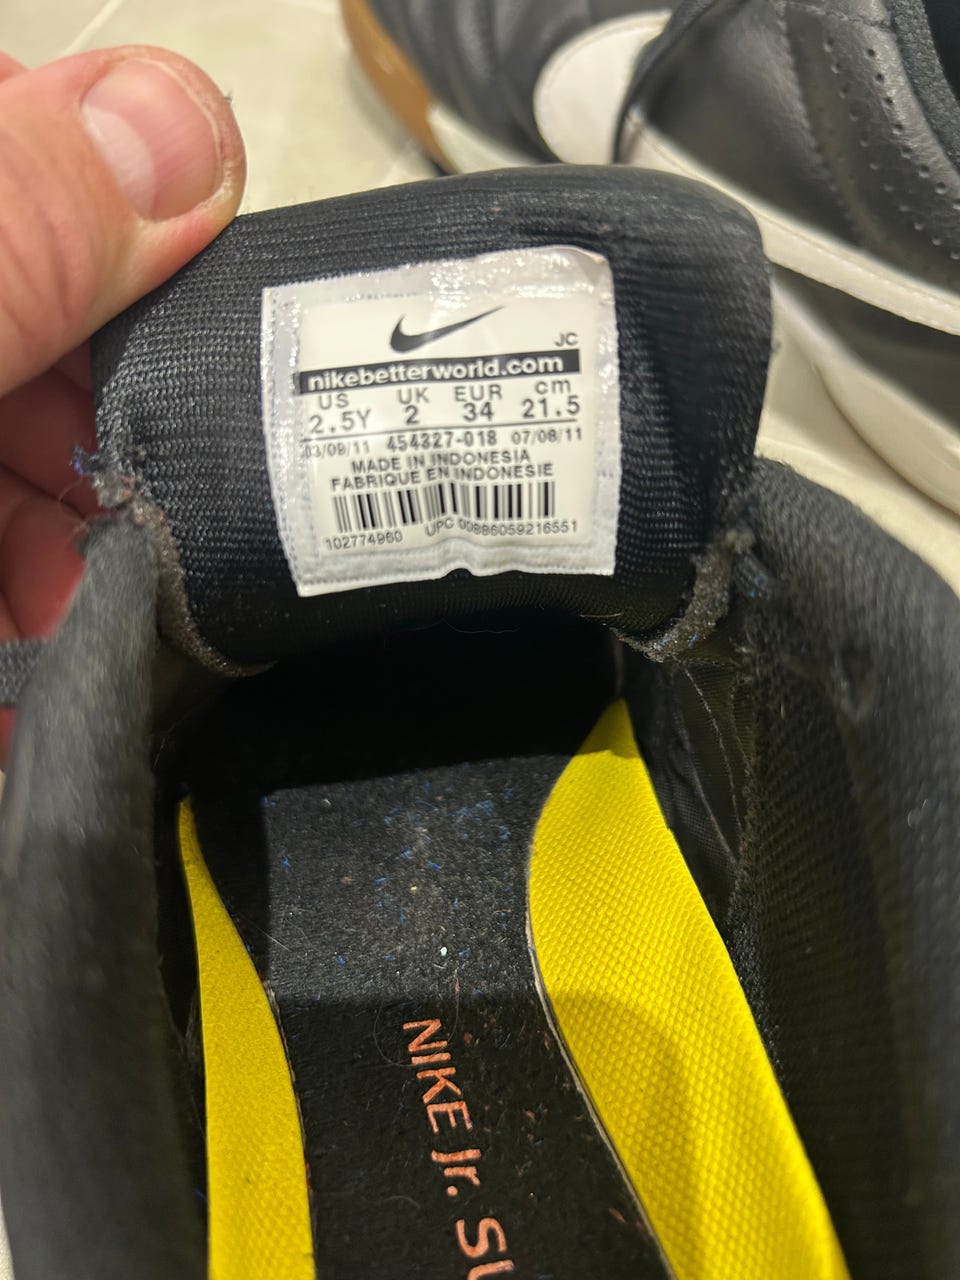 JC
nikebetterworld.com
US UK EUR cm
2.5Y 2 34 21.5
03/09/11 454327-018 07/08/11
MADE IN INDONESIA
FABRIQUE EN INDONESIE
102774960 UPC 00886059216551
NIKE Jr.